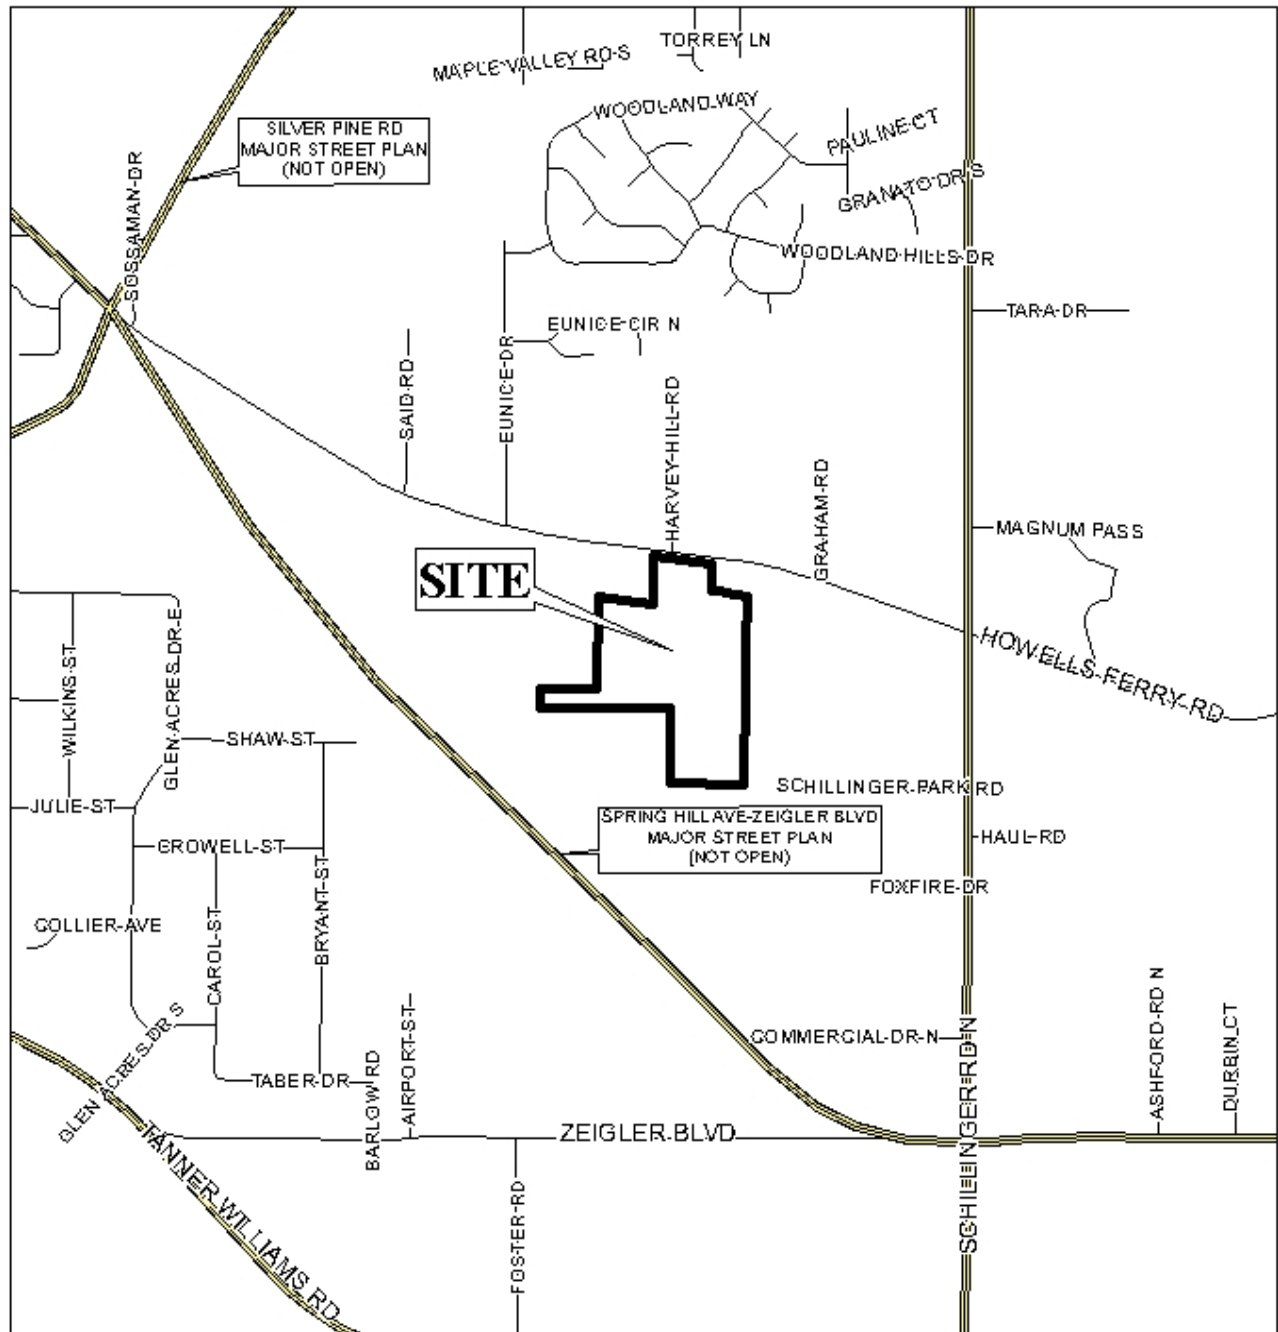 MAPLE VALLEY RD S
TORREY LN
WOODLAND WAY
PAULINE CT
SILVER PINE RD
MAJOR STREET PLAN
(NOT OPEN)
GRANATO DR S
SOSSAMAN DR
WOODLAND HILLS DR
TARA DR
EUNICE CIR N
SAID RD
EUNICE DR
HARVEY HILL RD
GRAHAM RD
MAGNUM PASS
SITE
HOWELLS FERRY RD
WILKINS ST
GLEN ACRES DR E
SHAW ST
JULIE ST
SCHILLINGER PARK RD
SPRING HILL AVE-ZEIGLER BLVD
MAJOR STREET PLAN
(NOT OPEN)
HAUL RD
CROWELL ST
FOXFIRE DR
COLLIER AVE
CAROL ST
BRYANT ST
GLEN ACRES DR S
COMMERCIAL DR N
ASHFORD RD N
DURBIN CT
TABER DR
BARLOW RD
AIRPORT ST
ZEIGLER BLVD
SCHILLINGER RD N
TANNER WILLIAMS RD
FOSTER RD